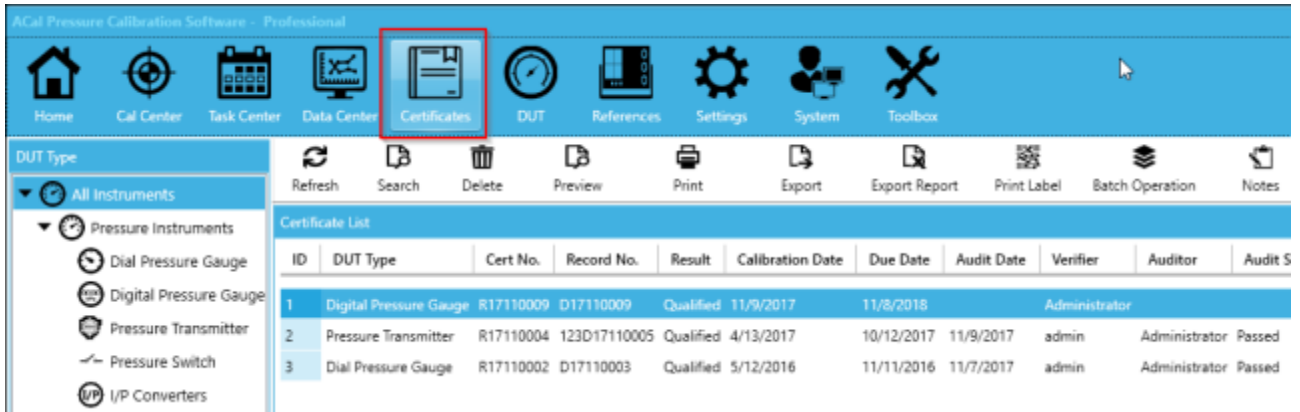 ACal Pressure Calibration Software - Professional
Home Cal Center Task Center Data Center Certificates DUT References Settings System Toolbox
DUT Type
Refresh Search Delete Preview Print Export Export Report Print Label Batch Operation Notes
All Instruments
Certificate List
Pressure Instruments
ID DUT Type Cert No. Record No. Result Calibration Date Due Date Audit Date Verifier Auditor Audit S
Dial Pressure Gauge
Digital Pressure Gauge
1 Digital Pressure Gauge R17110009 D17110009 Qualified 11/9/2017 11/8/2018 Administrator
Pressure Transmitter
2 Pressure Transmitter R17110004 123D17110005 Qualified 4/13/2017 10/12/2017 11/9/2017 admin Administrator Passed
Pressure Switch
3 Dial Pressure Gauge R17110002 D17110003 Qualified 5/12/2016 11/11/2016 11/7/2017 admin Administrator Passed
I/P I/P Converters